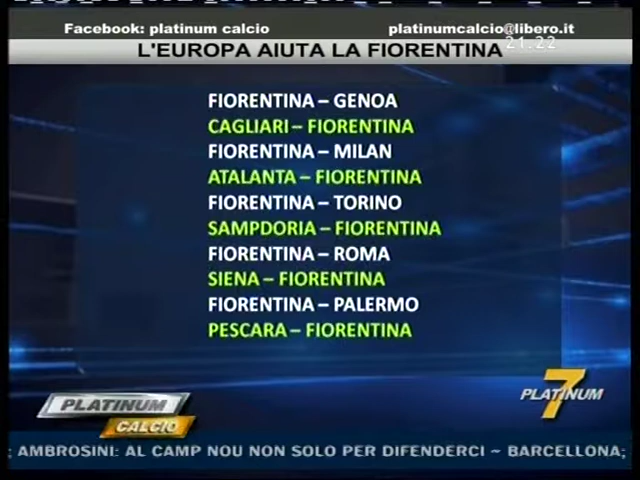 Facebook: platinum calcio platinumcalcio@libero.it
L'EUROPA AIUTA LA FIORENTINA
21:22
FIORENTINA – GENOA
CAGLIARI – FIORENTINA
FIORENTINA – MILAN
ATALANTA – FIORENTINA
FIORENTINA – TORINO
SAMPDORIA – FIORENTINA
FIORENTINA – ROMA
SIENA – FIORENTINA
FIORENTINA – PALERMO
PESCARA – FIORENTINA
PLATINUM
CALCIO
7
PLATINUM
; AMBROSINI: AL CAMP NOU NON SOLO PER DIFENDERCI ~ BARCELLONA;